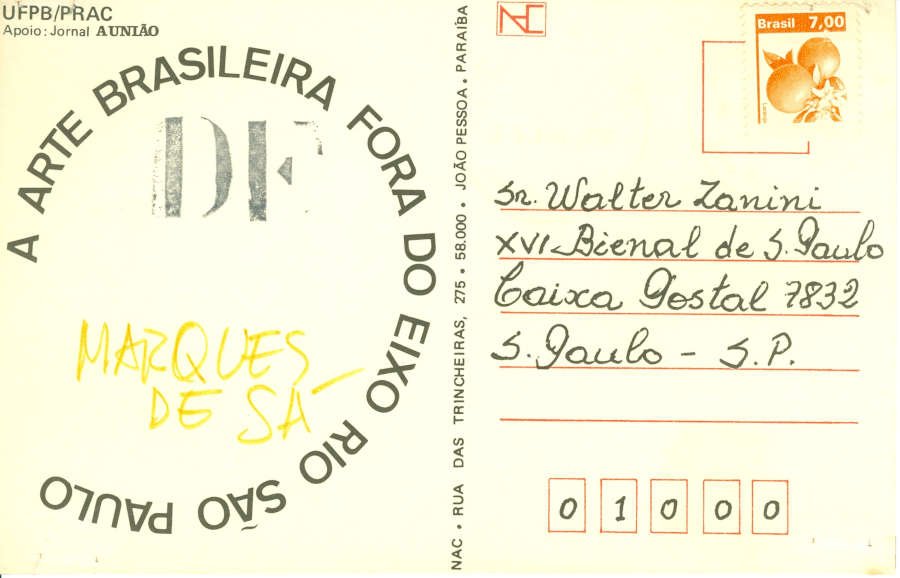 UFPB/PRAC
Apoio: Jornal A UNIÃO
A ARTE BRASILEIRA FORA DO EIXO RIO SÃO PAULO
DF
MARQUES
DE SÁ
NAC • RUA DAS TRINCHEIRAS, 275 • 58.000 • JOÃO PESSOA • PARAÍBA
NAC
Brasil 7,00
Sr. Walter Zanini
XVI Bienal de S. Paulo
Caixa Postal 7832
S. Paulo - S.P.
0 1 0 0 0